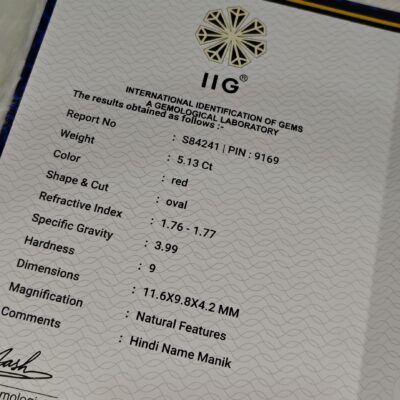 IIG®
INTERNATIONAL IDENTIFICATION OF GEMS
A GEMOLOGICAL LABORATORY
The results obtained as follows :-
Report No : S84241 | PIN : 9169
Weight : 5.13 Ct
Color : red
Shape & Cut : oval
Refractive Index : 1.76 - 1.77
Specific Gravity : 3.99
Hardness : 9
Dimensions : 11.6X9.8X4.2 MM
Magnification : Natural Features
Comments : Hindi Name Manik